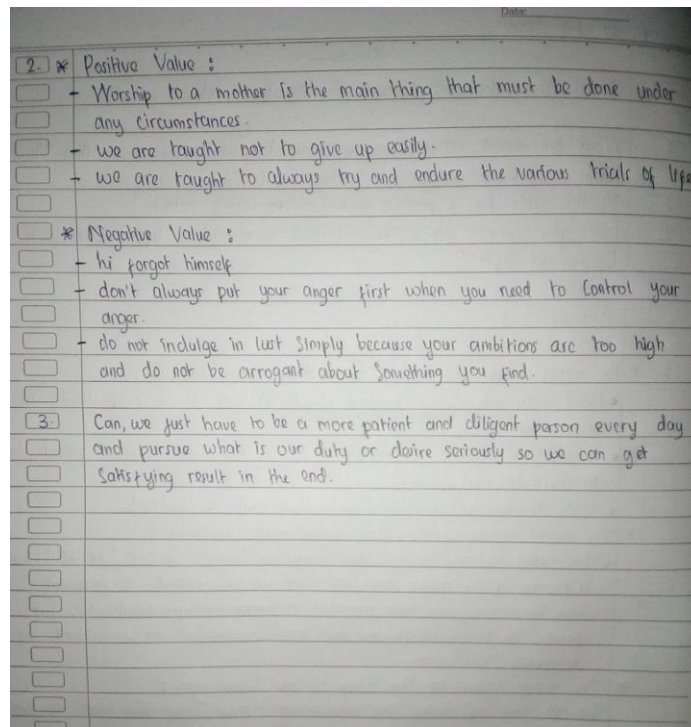 Date:
2. * Positive Value :
- Worship to a mother is the main thing that must be done under
any circumstances.
- we are taught not to give up easily.
- we are taught to always try and endure the various trials of life
* Negative Value :
- hi forgot himself
- don't always put your anger first when you need to control your
anger.
- do not indulge in lust simply because your ambitions are too high
and do not be arrogant about something you find.
3. Can, we just have to be a more patient and diligent person every day
and pursue what is our duty or desire seriously so we can get
satisfying result in the end.